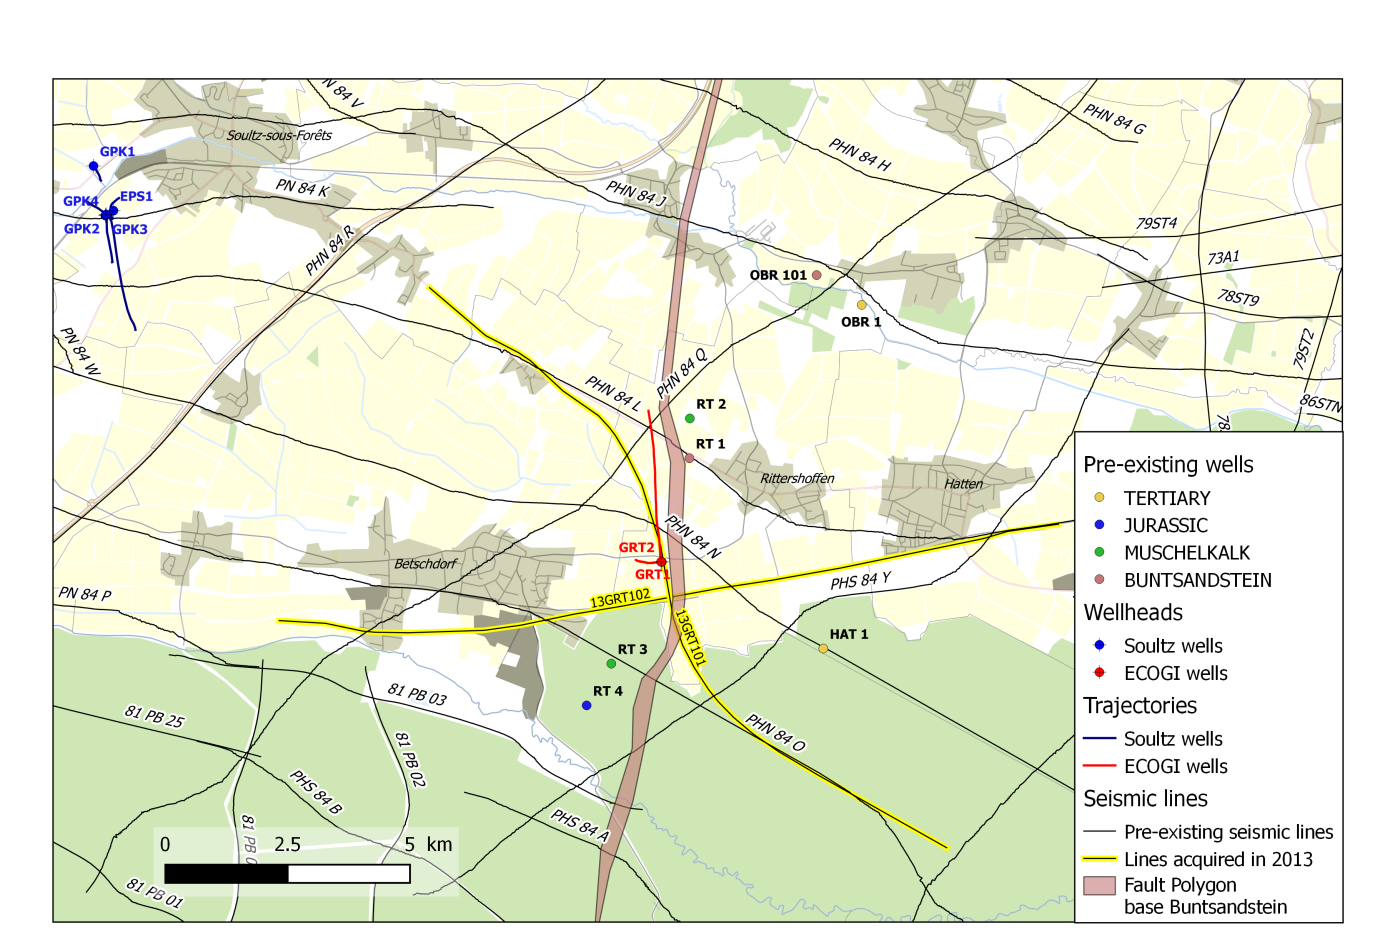 N 84 V
Soultz-sous-Forêts
PHN 84 G
GPK1
PHN 84 H
PN 84 K
PHN 84 J
GPK4
EPS1
GPK2
GPK3
79ST4
PHN 84 R
73A1
OBR 101
78ST9
OBR 1
PN 84 W
79ST2
PHN 84 Q
PHN 84 L
RT 2
86STN
78
RT 1
Rittershoffen
Hatten
PHN 84 N
GRT2
Betschdorf
GRT1
PHS 84 Y
PN 84 P
13GRT102
13GRT101
HAT 1
RT 3
RT 4
81 PB 03
81 PB 25
PHN 84 O
81 PB 02
PHS 84 B
PHS 84 A
81 PB 0
81 PB 01
0 2.5 5 km
Pre-existing wells
TERTIARY
JURASSIC
MUSCHELKALK
BUNTSANDSTEIN
Wellheads
Soultz wells
ECOGI wells
Trajectories
Soultz wells
ECOGI wells
Seismic lines
Pre-existing seismic lines
Lines acquired in 2013
Fault Polygon
base Buntsandstein